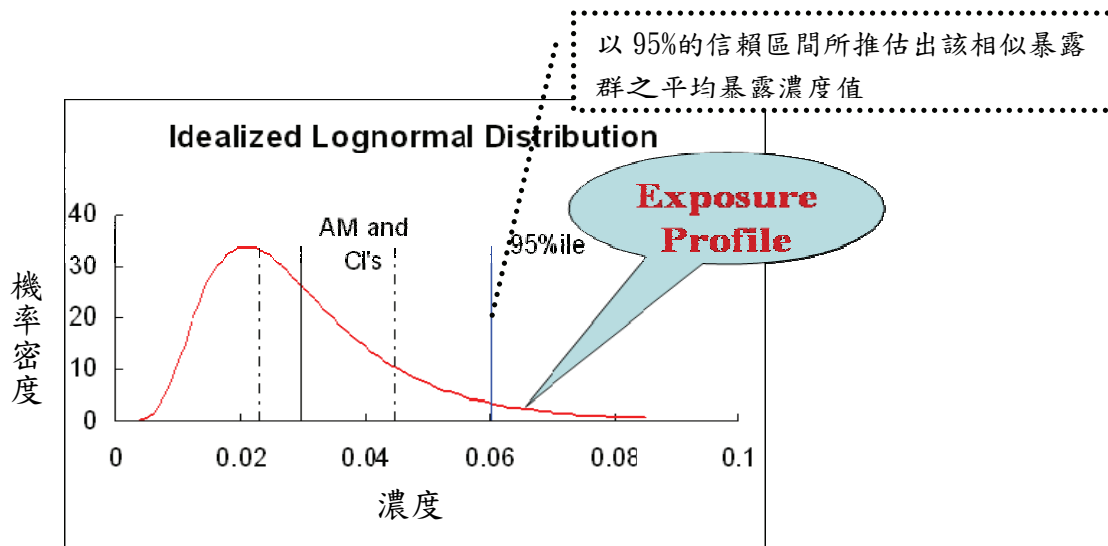 以 95%的信賴區間所推估出該相似暴露
群之平均暴露濃度值
Idealized Lognormal Distribution
Exposure
Profile
AM and
CI's
95%ile
40
30
20
10
0
機率密度
0 0.02 0.04 0.06 0.08 0.1
濃度